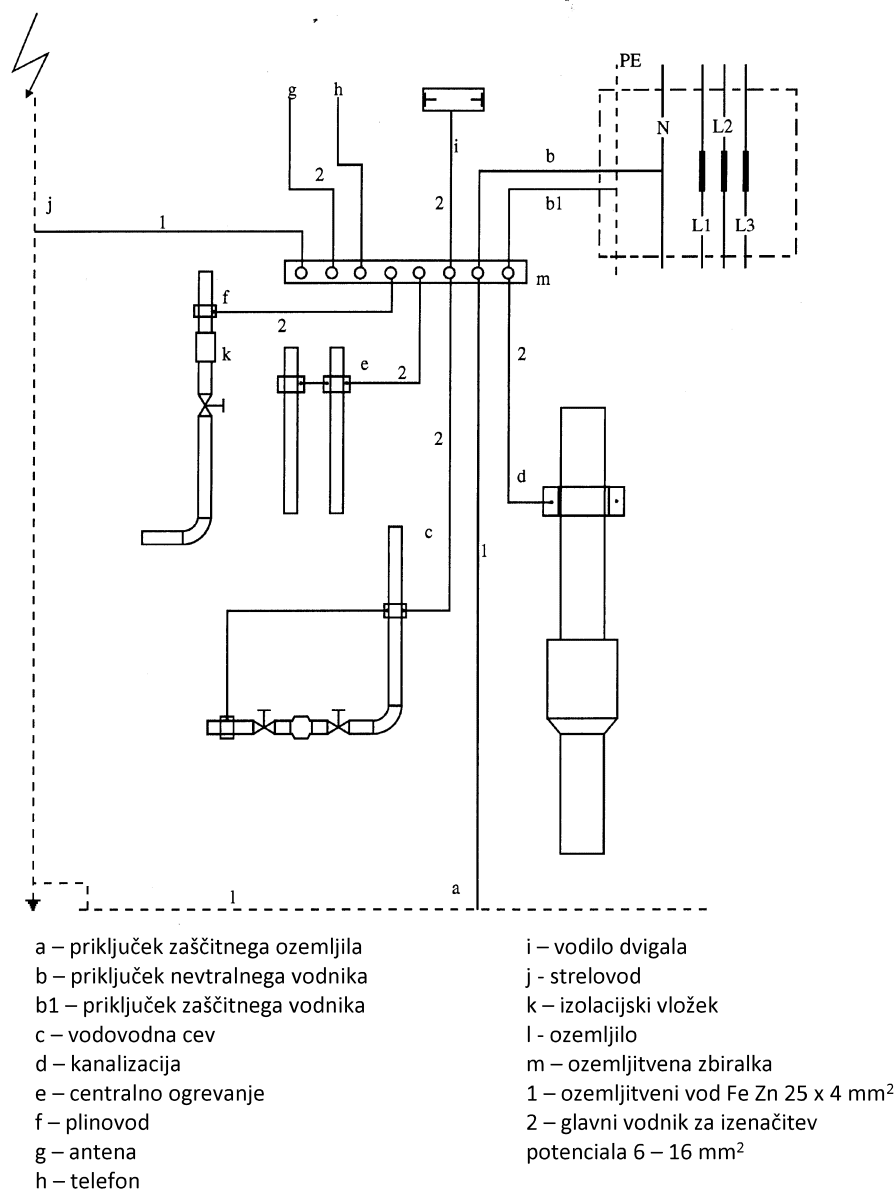 PE
g
h
i
b
N
L2
2
2
b1
j
1
L1
L3
m
f
2
k
e
2
2
2
d
c
1
a
l
a – priključek zaščitnega ozemljila
b – priključek nevtralnega vodnika
b1 – priključek zaščitnega vodnika
c – vodovodna cev
d – kanalizacija
e – centralno ogrevanje
f – plinovod
g – antena
h – telefon
i – vodilo dvigala
j - strelovod
k – izolacijski vložek
l - ozemljilo
m – ozemljitvena zbiralka
1 – ozemljitveni vod Fe Zn 25 x 4 mm²
2 – glavni vodnik za izenačitev
potenciala 6 – 16 mm²